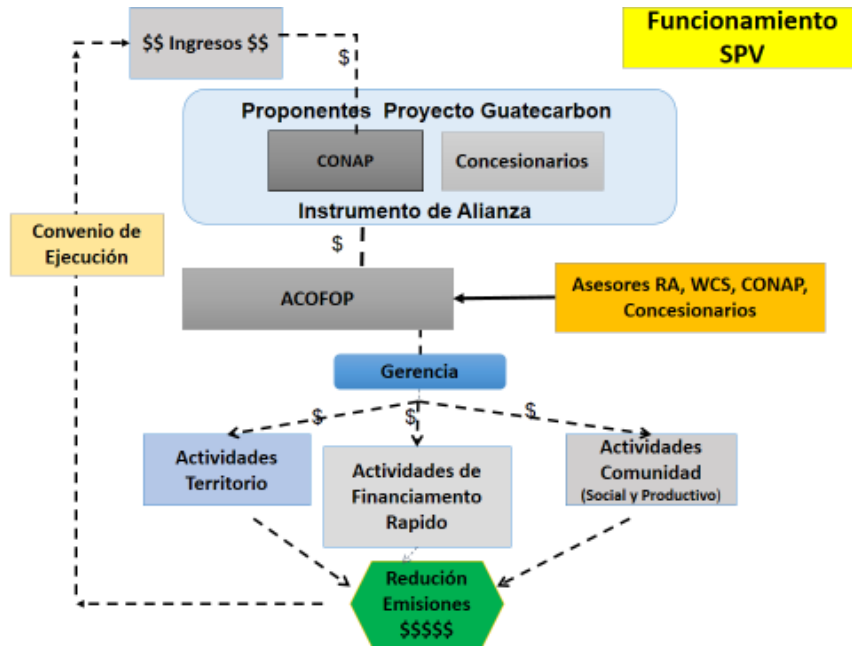 Funcionamiento
SPV
$$ Ingresos $$
$
Proponentes Proyecto Guatecarbon
CONAP
Concesionarios
Instrumento de Alianza
Convenio de
Ejecución
$
ACOFOP
Asesores RA, WCS, CONAP,
Concesionarios
Gerencia
$
$
$
Actividades
Territorio
Actividades de
Financiamento
Rapido
Actividades
Comunidad
(Social y Productivo)
Redución
Emisiones
$$$$$